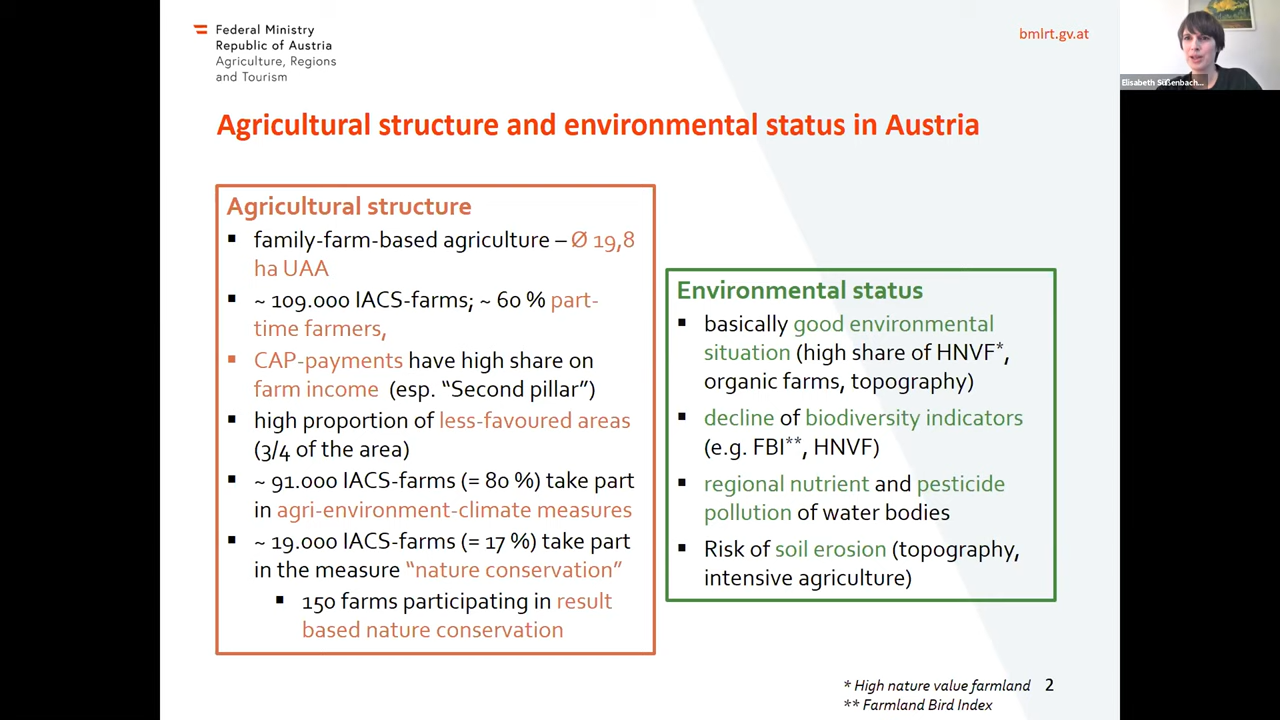 Federal Ministry
Republic of Austria
Agriculture, Regions
and Tourism
bmlrt.gv.at
Elisabeth Süßenbach...
Agricultural structure and environmental status in Austria
Agricultural structure
▪ family-farm-based agriculture – Ø 19,8
ha UAA
▪ ~ 109.000 IACS-farms; ~ 60 % part-
time farmers,
▪ CAP-payments have high share on
farm income (esp. “Second pillar”)
▪ high proportion of less-favoured areas
(3/4 of the area)
▪ ~ 91.000 IACS-farms (= 80 %) take part
in agri-environment-climate measures
▪ ~ 19.000 IACS-farms (= 17 %) take part
in the measure “nature conservation”
▪ 150 farms participating in result
based nature conservation
Environmental status
▪ basically good environmental
situation (high share of HNVF*,
organic farms, topography)
▪ decline of biodiversity indicators
(e.g. FBI**, HNVF)
▪ regional nutrient and pesticide
pollution of water bodies
▪ Risk of soil erosion (topography,
intensive agriculture)
* High nature value farmland 2
** Farmland Bird Index